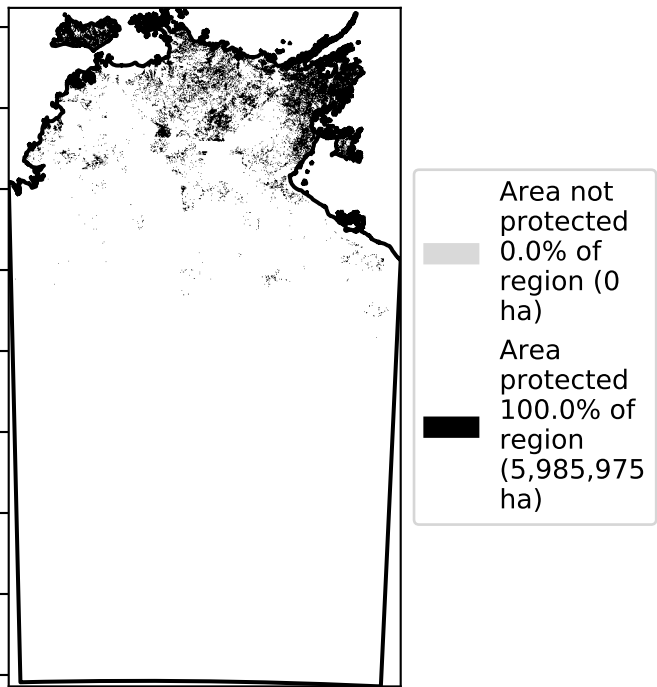 Area not
protected
0.0% of
region (0
ha)
Area
protected
100.0% of
region
(5,985,975
ha)